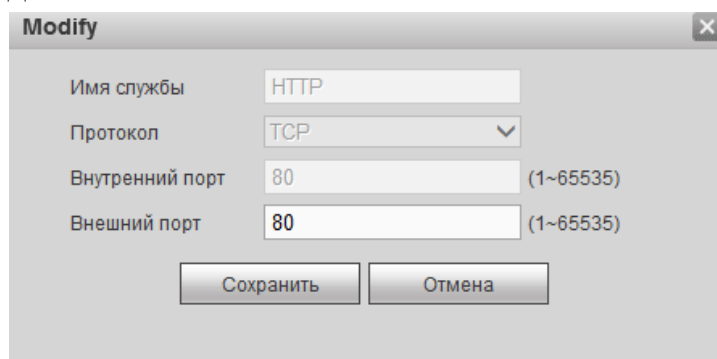 Modify
Имя службы HTTP
Протокол TCP
Внутренний порт 80 (1~65535)
Внешний порт 80 (1~65535)
Сохранить Отмена